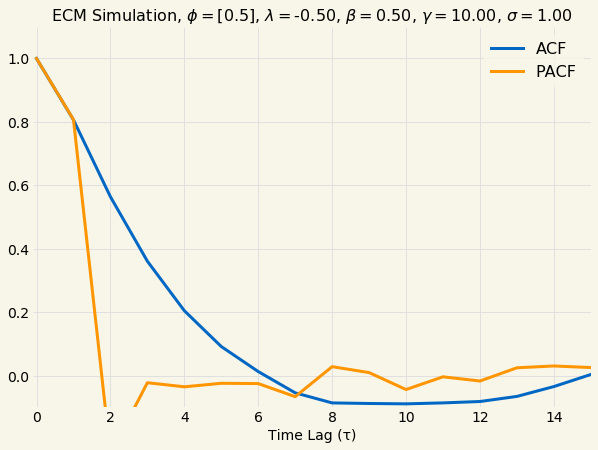 ECM Simulation, ϕ = [0.5], λ = -0.50, β = 0.50, γ = 10.00, σ = 1.00
ACF
PACF
1.0
0.8
0.6
0.4
0.2
0.0
0 2 4 6 8 10 12 14
Time Lag (τ)